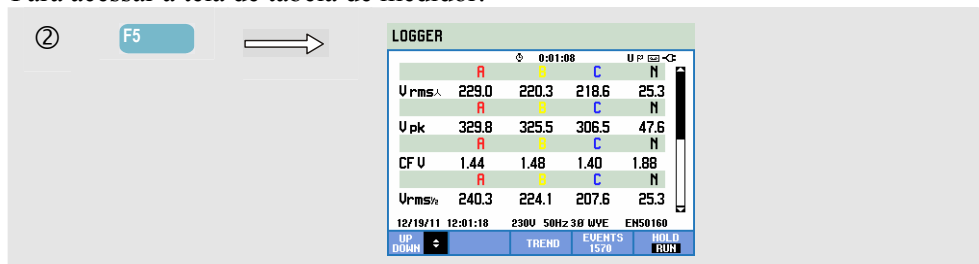 Para acessar a tela de tabela de medidor:
② F5
LOGGER
0:01:08 U
A B C N
V rms⅄ 229.0 220.3 218.6 25.3
A B C N
V pk 329.8 325.5 306.5 47.6
A B C N
CF V 1.44 1.48 1.40 1.88
A B C N
Vrms½ 240.3 224.1 207.6 25.3
12/19/11 12:01:18 230V 50Hz 3Ø WYE EN50160
UP DOWN TREND EVENTS 1570 HOLD RUN